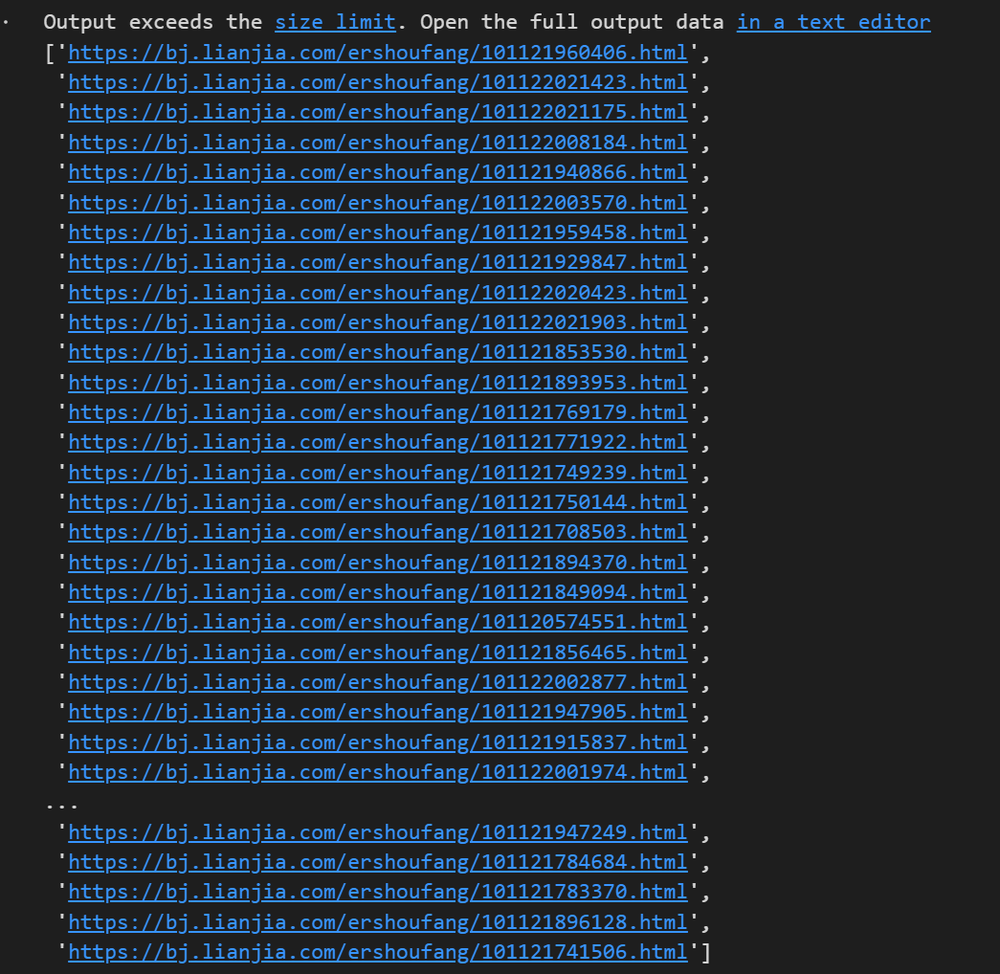 Output exceeds the size limit. Open the full output data in a text editor
['https://bj.lianjia.com/ershoufang/101121960406.html',
'https://bj.lianjia.com/ershoufang/101122021423.html',
'https://bj.lianjia.com/ershoufang/101122021175.html',
'https://bj.lianjia.com/ershoufang/101122008184.html',
'https://bj.lianjia.com/ershoufang/101121940866.html',
'https://bj.lianjia.com/ershoufang/101122003570.html',
'https://bj.lianjia.com/ershoufang/101121959458.html',
'https://bj.lianjia.com/ershoufang/101121929847.html',
'https://bj.lianjia.com/ershoufang/101122020423.html',
'https://bj.lianjia.com/ershoufang/101122021903.html',
'https://bj.lianjia.com/ershoufang/101121853530.html',
'https://bj.lianjia.com/ershoufang/101121893953.html',
'https://bj.lianjia.com/ershoufang/101121769179.html',
'https://bj.lianjia.com/ershoufang/101121771922.html',
'https://bj.lianjia.com/ershoufang/101121749239.html',
'https://bj.lianjia.com/ershoufang/101121750144.html',
'https://bj.lianjia.com/ershoufang/101121708503.html',
'https://bj.lianjia.com/ershoufang/101121894370.html',
'https://bj.lianjia.com/ershoufang/101121849094.html',
'https://bj.lianjia.com/ershoufang/101120574551.html',
'https://bj.lianjia.com/ershoufang/101121856465.html',
'https://bj.lianjia.com/ershoufang/101122002877.html',
'https://bj.lianjia.com/ershoufang/101121947905.html',
'https://bj.lianjia.com/ershoufang/101121915837.html',
'https://bj.lianjia.com/ershoufang/101122001974.html',
...
'https://bj.lianjia.com/ershoufang/101121947249.html',
'https://bj.lianjia.com/ershoufang/101121784684.html',
'https://bj.lianjia.com/ershoufang/101121783370.html',
'https://bj.lianjia.com/ershoufang/101121896128.html',
'https://bj.lianjia.com/ershoufang/101121741506.html']